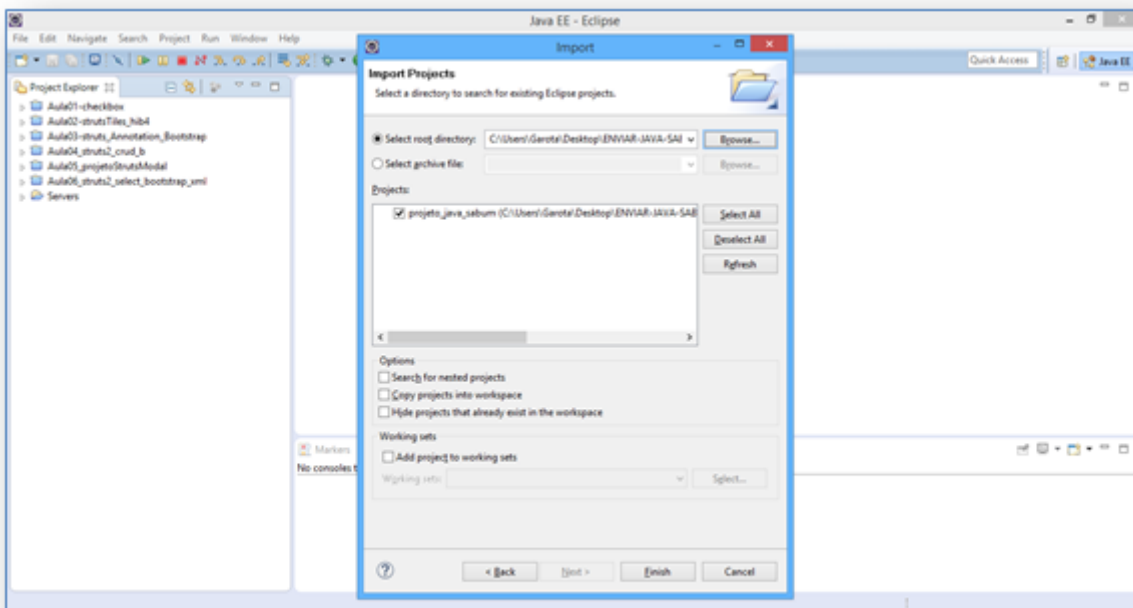 Java EE - Eclipse
File Edit Navigate Search Project Run Window Help
Quick Access
Java EE
Project Explorer
Aula01-checkbox
Aula02-strutsTiles_hib4
Aula03-struts_Annotation_Bootstrap
Aula04_struts2_crud_b
Aula05_projetoStrutsModal
Aula06_struts2_select_bootstrap_xml
Servers
Import
Import Projects
Select a directory to search for existing Eclipse projects.
Select root directory: C:\Users\Garota\Desktop\ENVIAR-JAVA-SAB Browse...
Select archive file: Browse...
Projects:
projeto_java_sebum (C:\Users\Garota\Desktop\ENVIAR-JAVA-SAB
Select All
Deselect All
Refresh
Options
Search for nested projects
Copy projects into workspace
Hide projects that already exist in the workspace
Working sets
Add project to working sets
Working sets: Select...
Markers
No consoles t
< Back Next > Finish Cancel